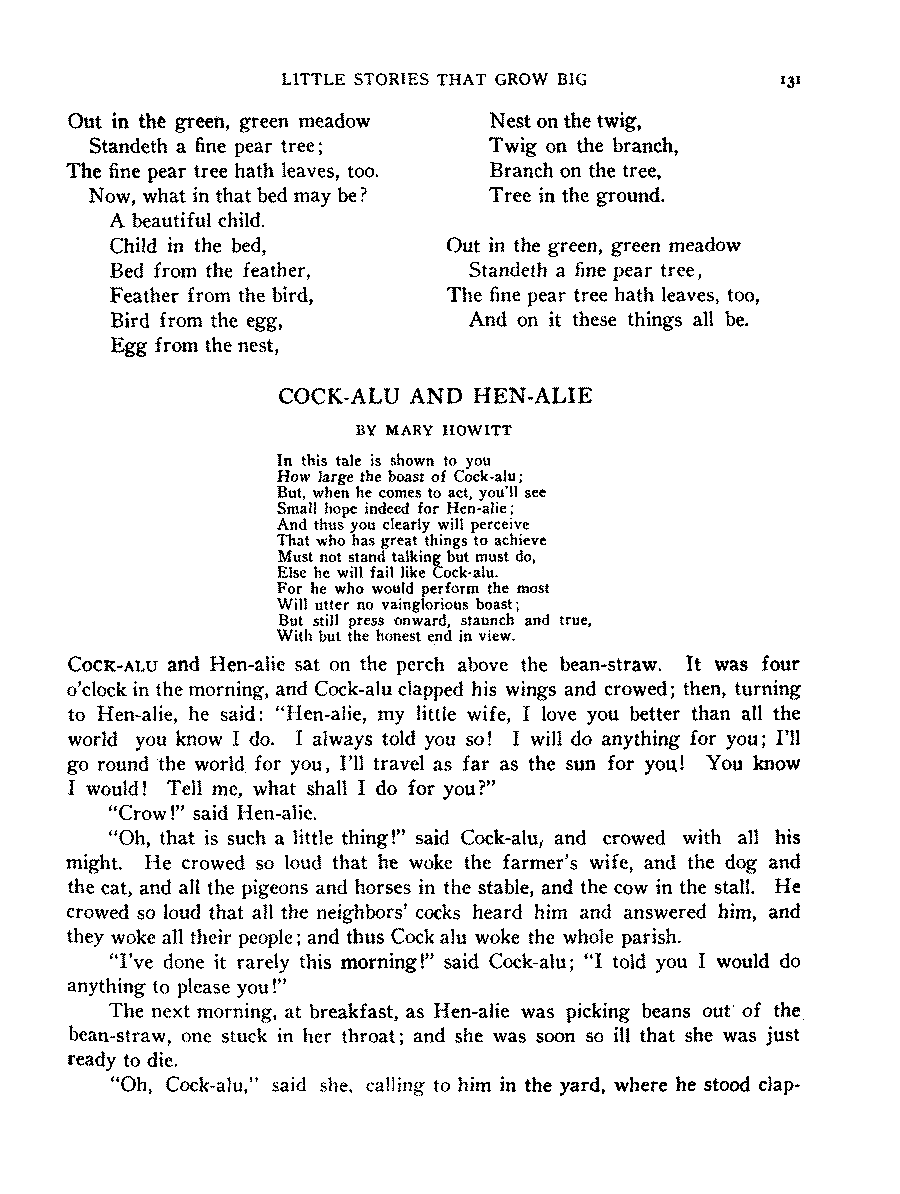 LITTLE STORIES THAT GROW BIG 131
Out in the green, green meadow
Standeth a fine pear tree;
The fine pear tree hath leaves, too.
Now, what in that bed may be?
A beautiful child.
Child in the bed,
Bed from the feather,
Feather from the bird,
Bird from the egg,
Egg from the nest,
Nest on the twig,
Twig on the branch,
Branch on the tree,
Tree in the ground.
Out in the green, green meadow
Standeth a fine pear tree,
The fine pear tree hath leaves, too,
And on it these things all be.
COCK-ALU AND HEN-ALIE
BY MARY HOWITT
In this tale is shown to you
How large the boast of Cock-alu;
But, when he comes to act, you'll see
Small hope indeed for Hen-alie;
And thus you clearly will perceive
That who has great things to achieve
Must not stand talking but must do,
Else he will fail like Cock-alu.
For he who would perform the most
Will utter no vainglorious boast;
But still press onward, staunch and true,
With but the honest end in view.
COCK-ALU and Hen-alie sat on the perch above the bean-straw. It was four
o'clock in the morning, and Cock-alu clapped his wings and crowed; then, turning
to Hen-alie, he said: "Hen-alie, my little wife, I love you better than all the
world you know I do. I always told you so! I will do anything for you; I'll
go round the world for you, I'll travel as far as the sun for you! You know
I would! Tell me, what shall I do for you?"
"Crow!" said Hen-alie.
"Oh, that is such a little thing!" said Cock-alu, and crowed with all his
might. He crowed so loud that he woke the farmer's wife, and the dog and
the cat, and all the pigeons and horses in the stable, and the cow in the stall. He
crowed so loud that all the neighbors' cocks heard him and answered him, and
they woke all their people; and thus Cock alu woke the whole parish.
"I've done it rarely this morning!" said Cock-alu; "I told you I would do
anything to please you!"
The next morning, at breakfast, as Hen-alie was picking beans out of the
bean-straw, one stuck in her throat; and she was soon so ill that she was just
ready to die.
"Oh, Cock-alu," said she, calling to him in the yard, where he stood clap-